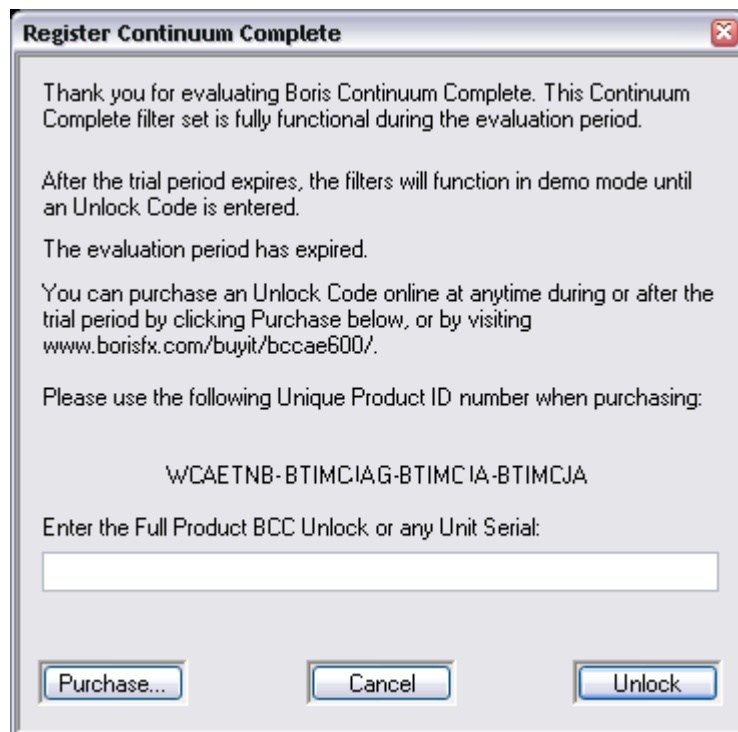 Register Continuum Complete
Thank you for evaluating Boris Continuum Complete. This Continuum
Complete filter set is fully functional during the evaluation period.
After the trial period expires, the filters will function in demo mode until
an Unlock Code is entered.
The evaluation period has expired.
You can purchase an Unlock Code online at anytime during or after the
trial period by clicking Purchase below, or by visiting
www.borisfx.com/buyit/bccae600/.
Please use the following Unique Product ID number when purchasing:
WCAETNB-BTIMCJAG-BTIMCJA-BTIMCJA
Enter the Full Product BCC Unlock or any Unit Serial:
Purchase... Cancel Unlock